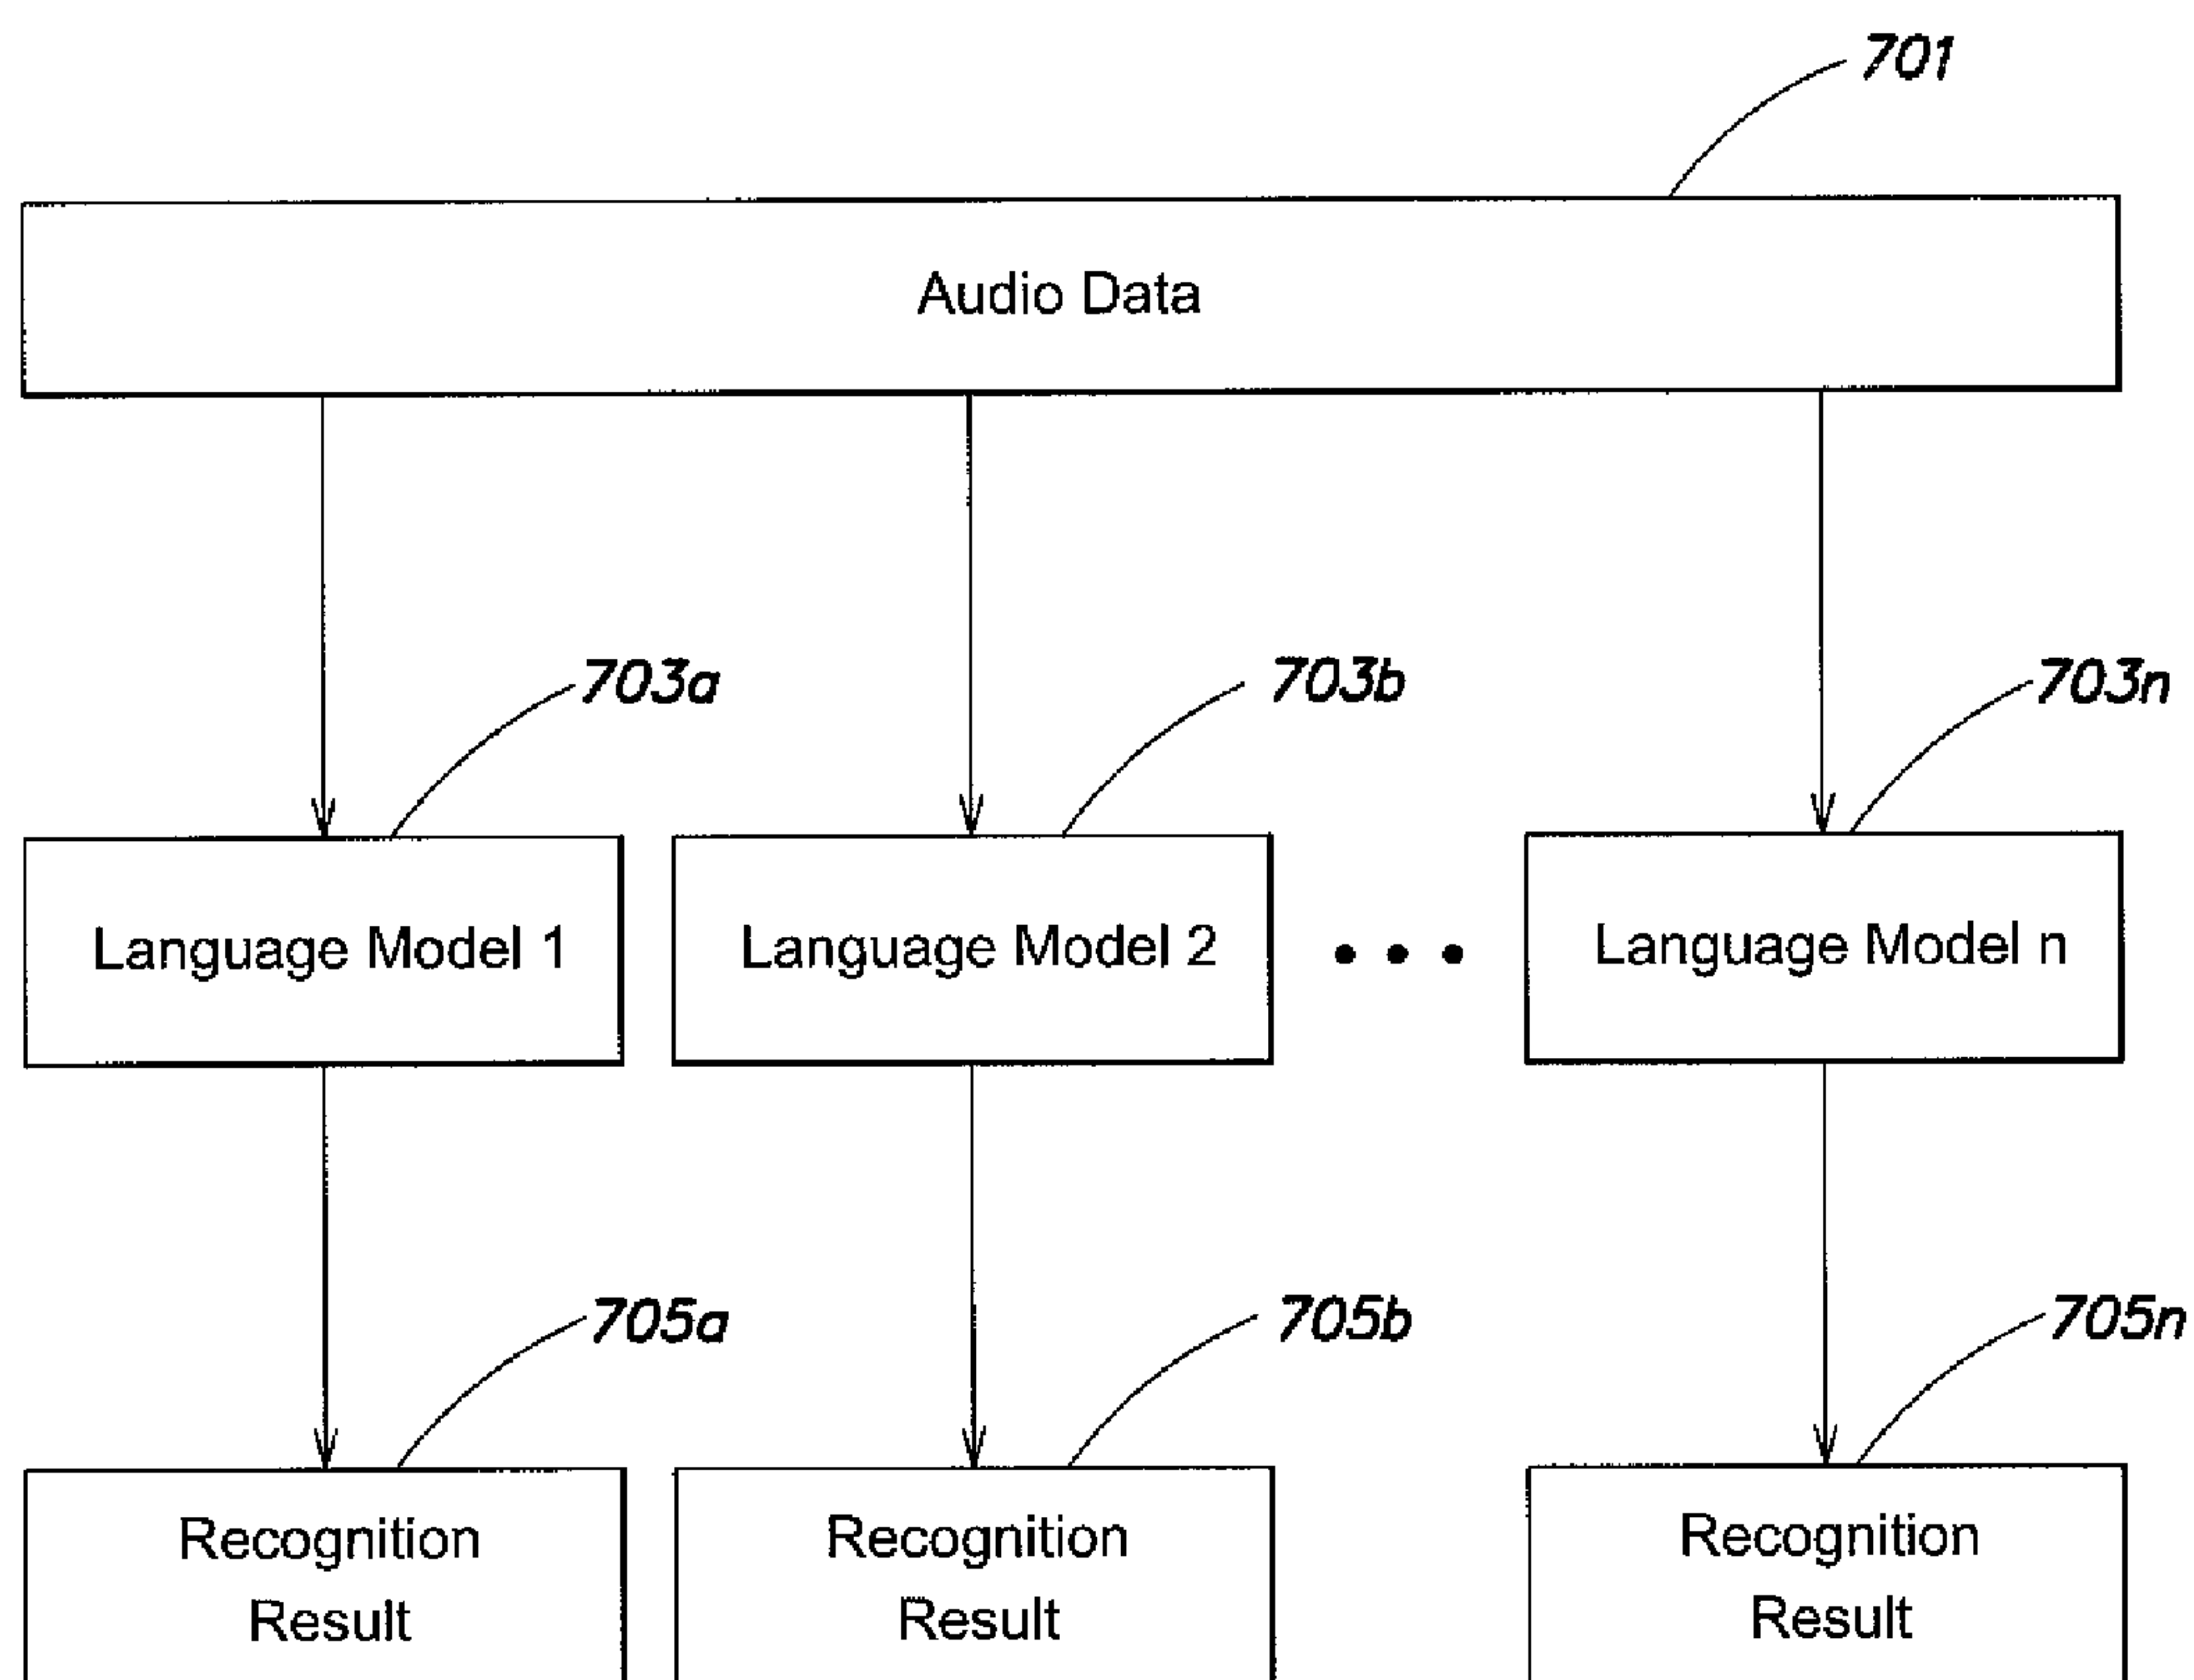 701
Audio Data
703a
703b
703n
Language Model 1
Language Model 2
• • •
Language Model n
705a
705b
705n
Recognition
Result
Recognition
Result
Recognition
Result